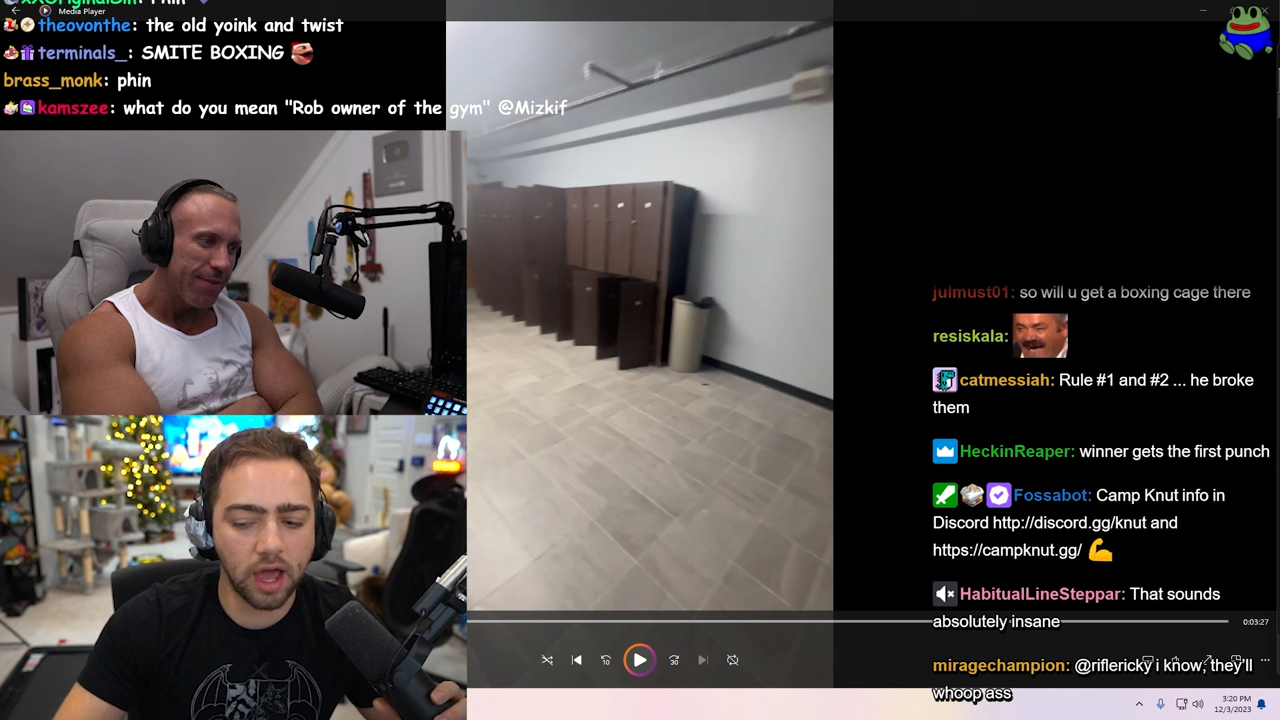 Media Player
theovonthe: the old yoink and twist
terminals_: SMITE BOXING
brass_monk: phin
kamszee: what do you mean "Rob owner of the gym" @Mizkif
julmust01: so will u get a boxing cage there
resiskala:
catmessiah: Rule #1 and #2 ... he broke
them
HeckinReaper: winner gets the first punch
Fossabot: Camp Knut info in
Discord http://discord.gg/knut and
https://campknut.gg/
HabitualLineSteppar: That sounds
absolutely insane
0:03:27
miragechampion: @riflericky i know, they'll
whoop ass
10
30
3:20 PM
12/3/2023